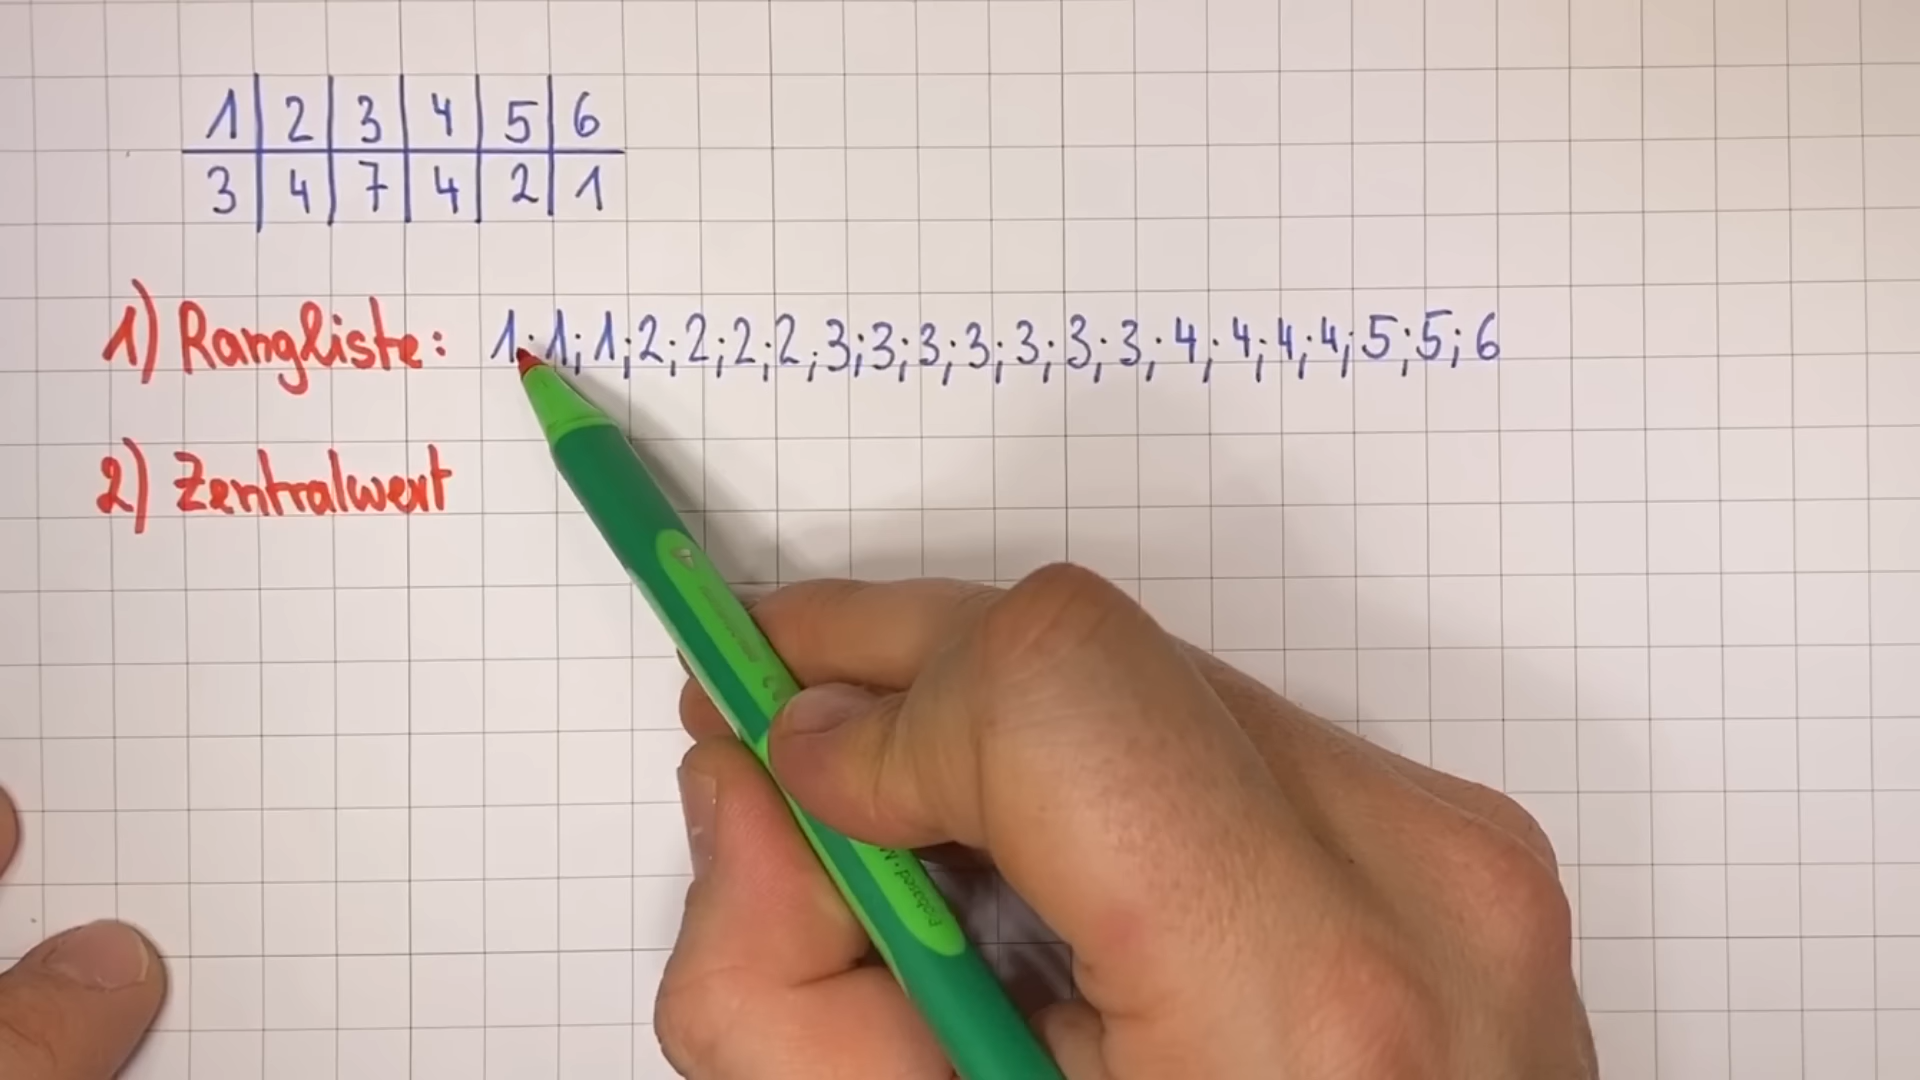 1 2 3 4 5 6
3 4 7 4 2 1
1) Rangliste: 1;1;1;2;2;2;2;3;3;3;3;3;3;3;4;4;4;4;5;5;6
2) Zentralwert